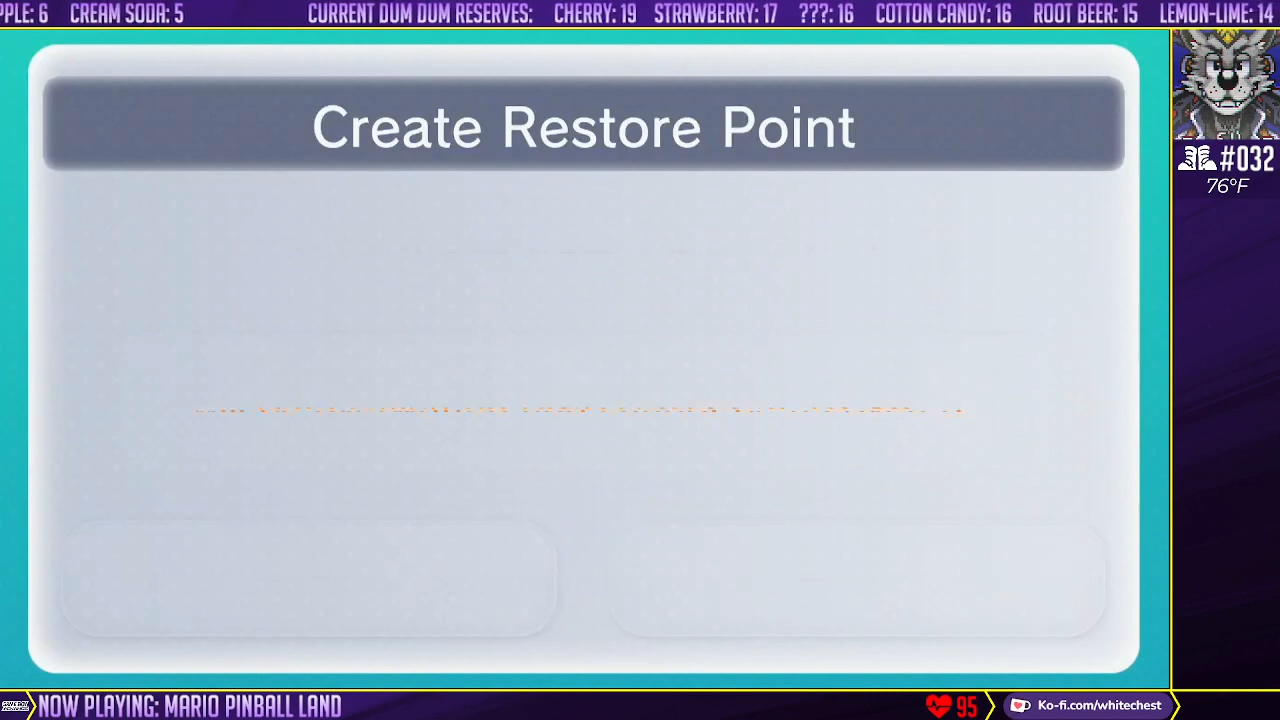 PPLE: 6 CREAM SODA: 5 CURRENT DUM DUM RESERVES: CHERRY: 19 STRAWBERRY: 17 ???: 16 COTTON CANDY: 16 ROOT BEER: 15 LEMON-LIME: 14
Create Restore Point
#032
76°F
NOW PLAYING: MARIO PINBALL LAND
95
Ko-fi.com/whitechest